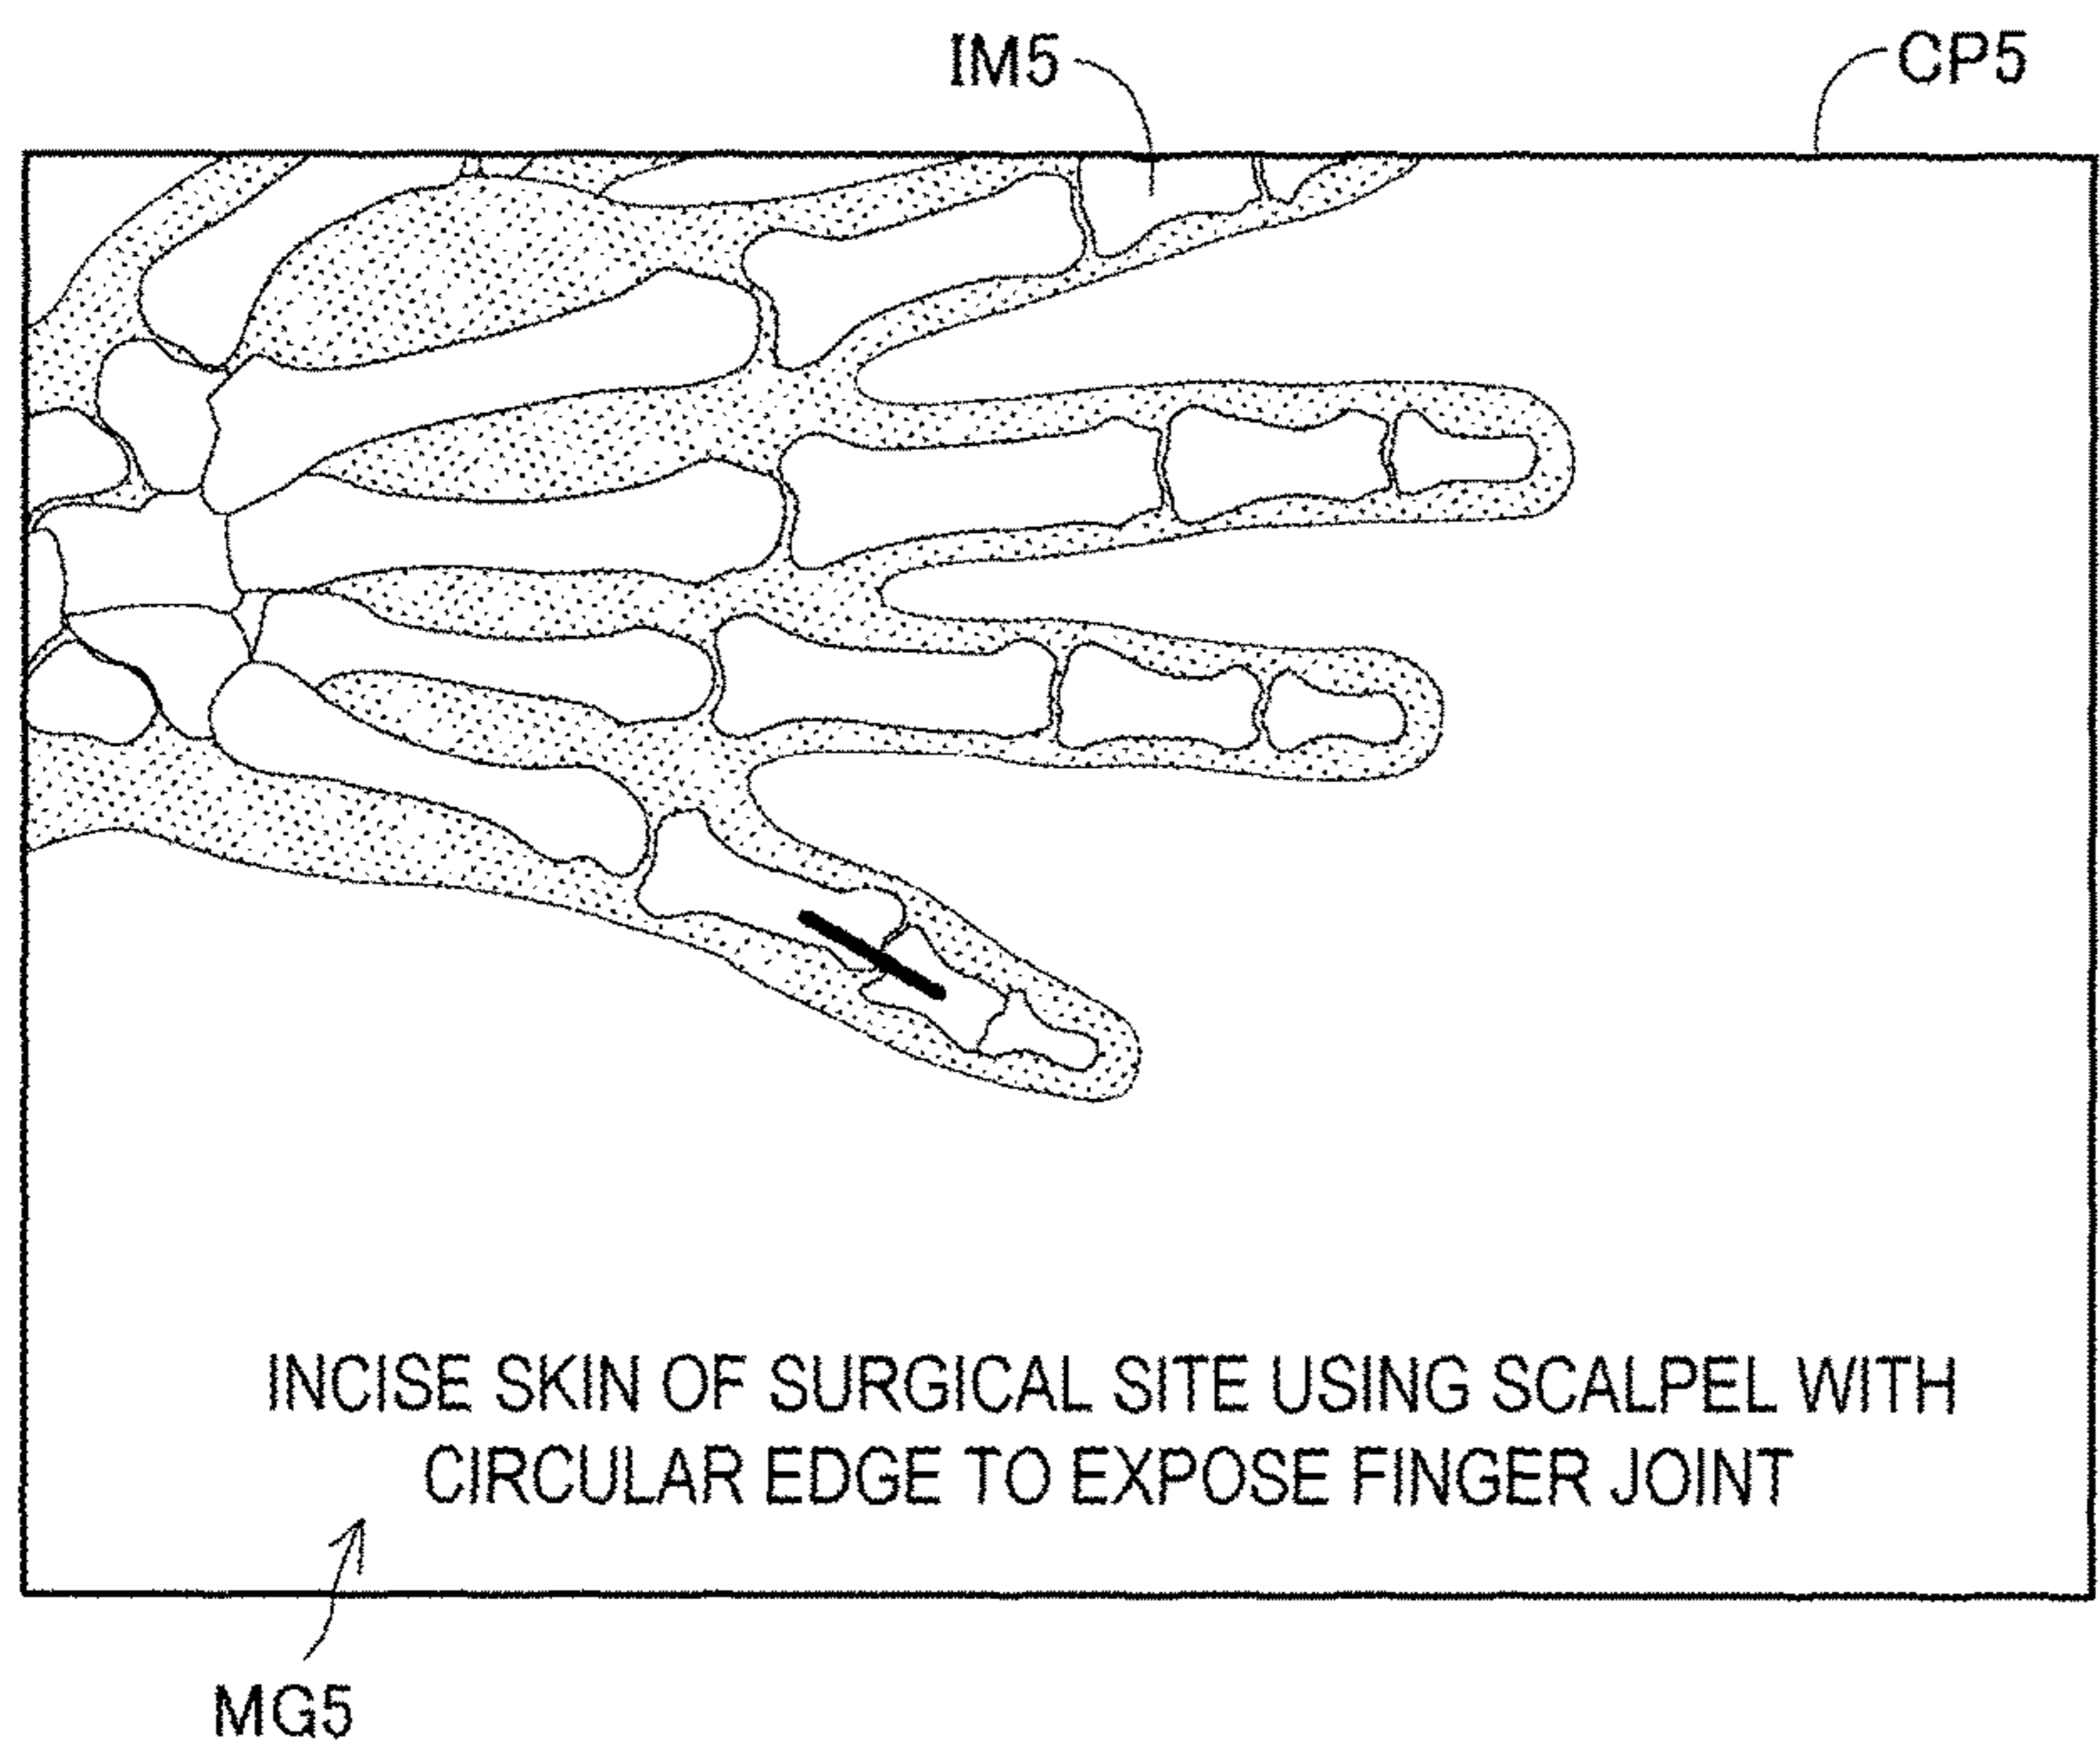 IM5
CP5
INCISE SKIN OF SURGICAL SITE USING SCALPEL WITH
CIRCULAR EDGE TO EXPOSE FINGER JOINT
MG5